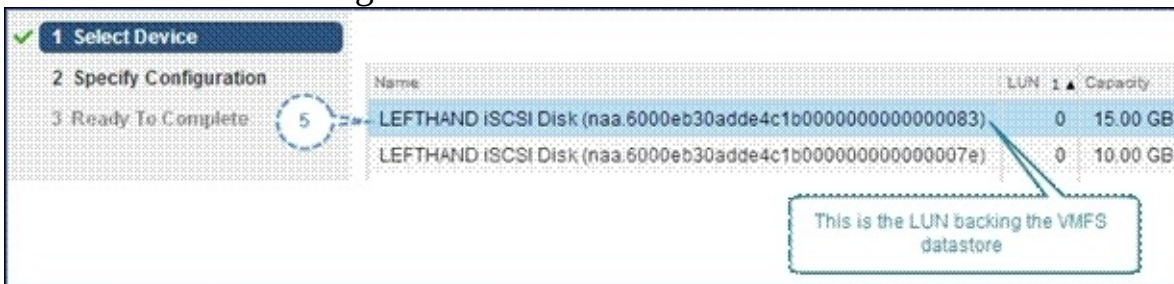 1 Select Device
2 Specify Configuration
3 Ready To Complete
5
Name LUN 1 Capacity
LEFTHAND iSCSI Disk (naa.6000eb30adde4c1b0000000000000083) 0 15.00 GB
LEFTHAND iSCSI Disk (naa.6000eb30adde4c1b000000000000007e) 0 10.00 GB
This is the LUN backing the VMFS
datastore